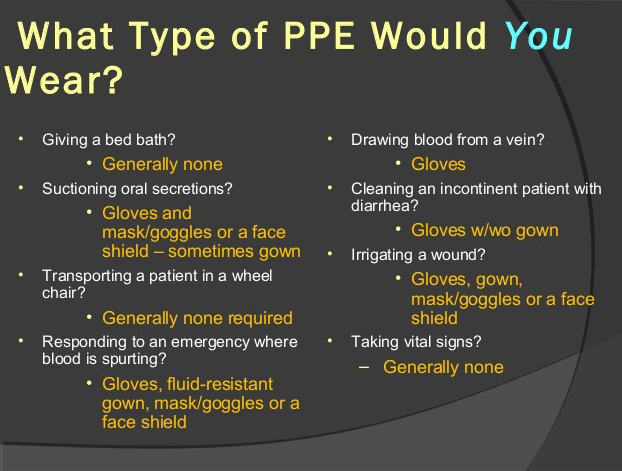 What Type of PPE Would You
Wear?
• Giving a bed bath?
• Generally none
• Suctioning oral secretions?
• Gloves and
mask/goggles or a face
shield – sometimes gown
• Transporting a patient in a wheel
chair?
• Generally none required
• Responding to an emergency where
blood is spurting?
• Gloves, fluid-resistant
gown, mask/goggles or a
face shield
• Drawing blood from a vein?
• Gloves
• Cleaning an incontinent patient with
diarrhea?
• Gloves w/wo gown
• Irrigating a wound?
• Gloves, gown,
mask/goggles or a face
shield
• Taking vital signs?
– Generally none